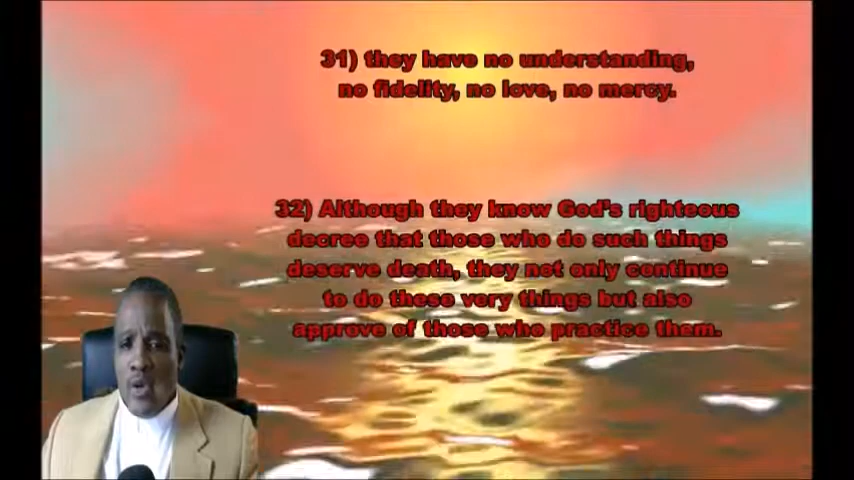 31) they have no understanding,
no fidelity, no love, no mercy.
32) Although they know God's righteous
decree that those who do such things
deserve death, they not only continue
to do these very things but also
approve of those who practice them.